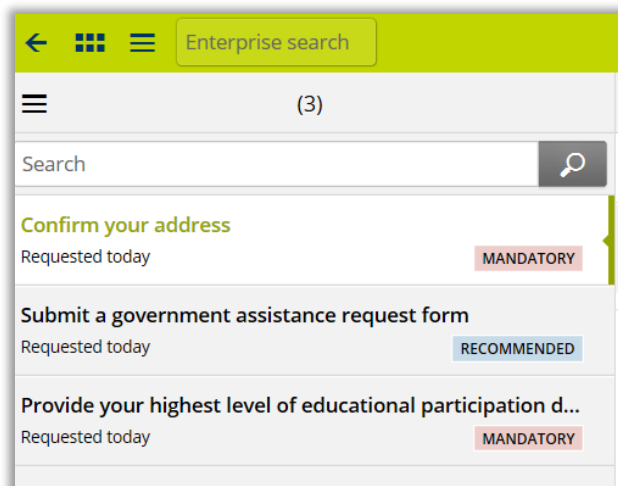 Enterprise search
(3)
Search
Confirm your address
Requested today
MANDATORY
Submit a government assistance request form
Requested today
RECOMMENDED
Provide your highest level of educational participation d...
Requested today
MANDATORY